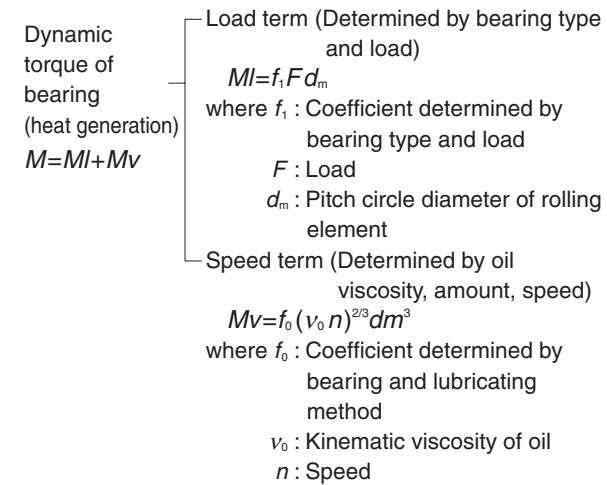 Dynamic
torque of
bearing
(heat generation)
M=Ml+Mv
Load term (Determined by bearing type
and load)
Ml=f₁Fdₘ
where f₁ : Coefficient determined by
bearing type and load
F : Load
dₘ : Pitch circle diameter of rolling
element
Speed term (Determined by oil
viscosity, amount, speed)
Mv=f₀(ν₀n)²ᐟ³dm³
where f₀ : Coefficient determined by
bearing and lubricating
method
ν₀ : Kinematic viscosity of oil
n : Speed